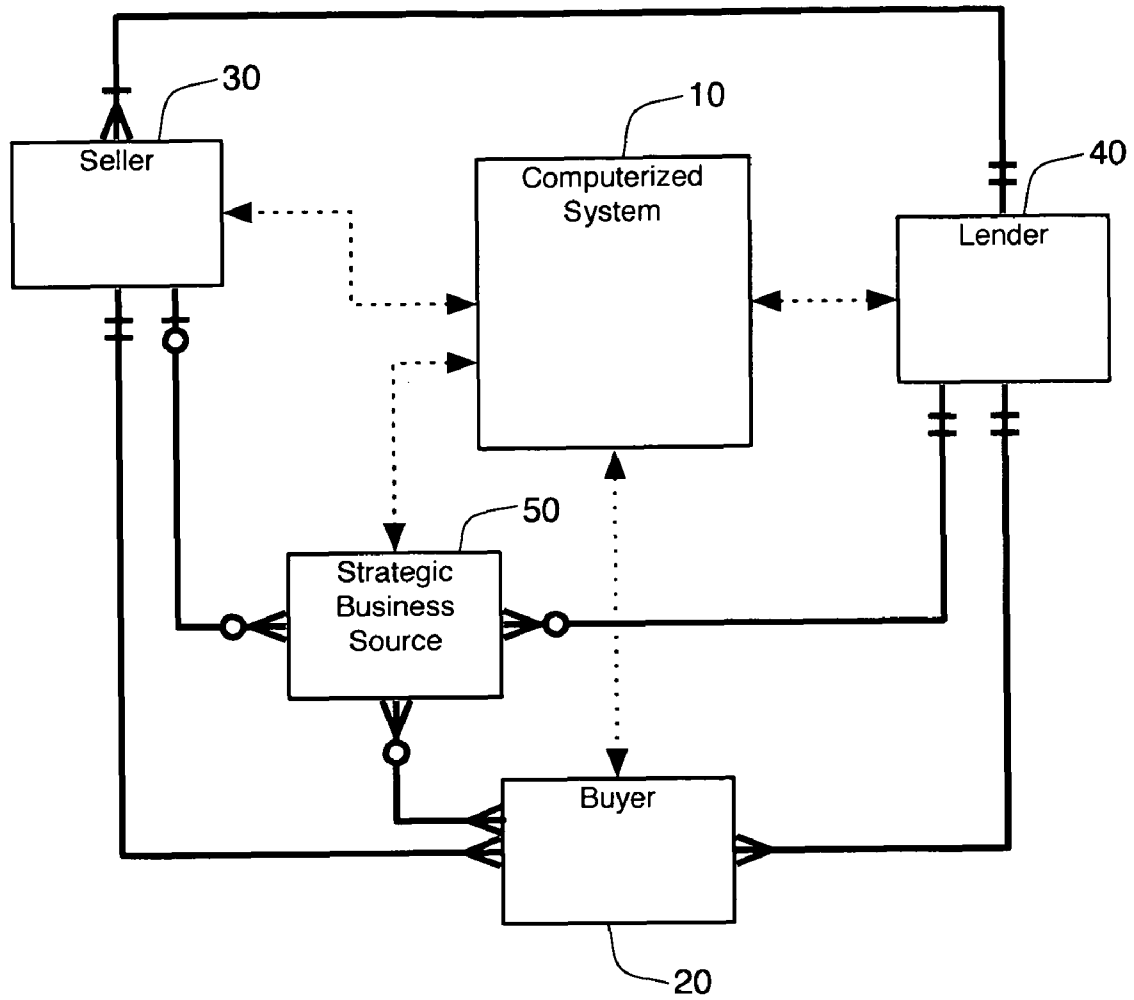 30
10
40
Seller
Computerized
System
Lender
50
Strategic
Business
Source
Buyer
20